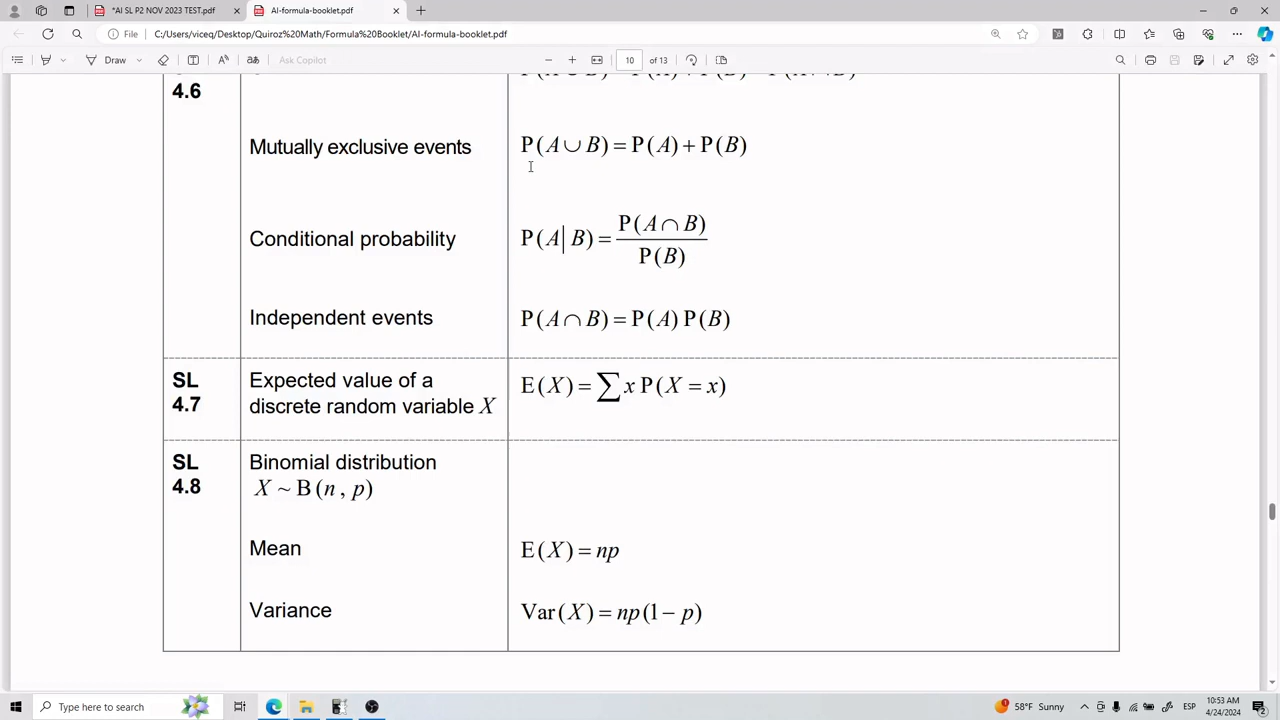 *AI SL P2 NOV 2023 TEST.pdf
AI-formula-booklet.pdf
File C:/Users/viceq/Desktop/Quiroz%20Math/Formula%20Booklet/AI-formula-booklet.pdf
Draw
Ask Copilot
10 of 13
4.6
P(A ∪ B) = P(A) + P(B) − P(A ∩ B)
Mutually exclusive events P(A ∪ B) = P(A) + P(B)
Conditional probability P(A| B) = P(A ∩ B) / P(B)
Independent events P(A ∩ B) = P(A) P(B)
SL 4.7
Expected value of a discrete random variable X
E(X) = ∑ x P(X = x)
SL 4.8
Binomial distribution
X ~ B(n , p)
Mean E(X) = np
Variance Var(X) = np(1 − p)
Type here to search
1
58°F Sunny
ESP
10:53 AM
4/24/2024
2